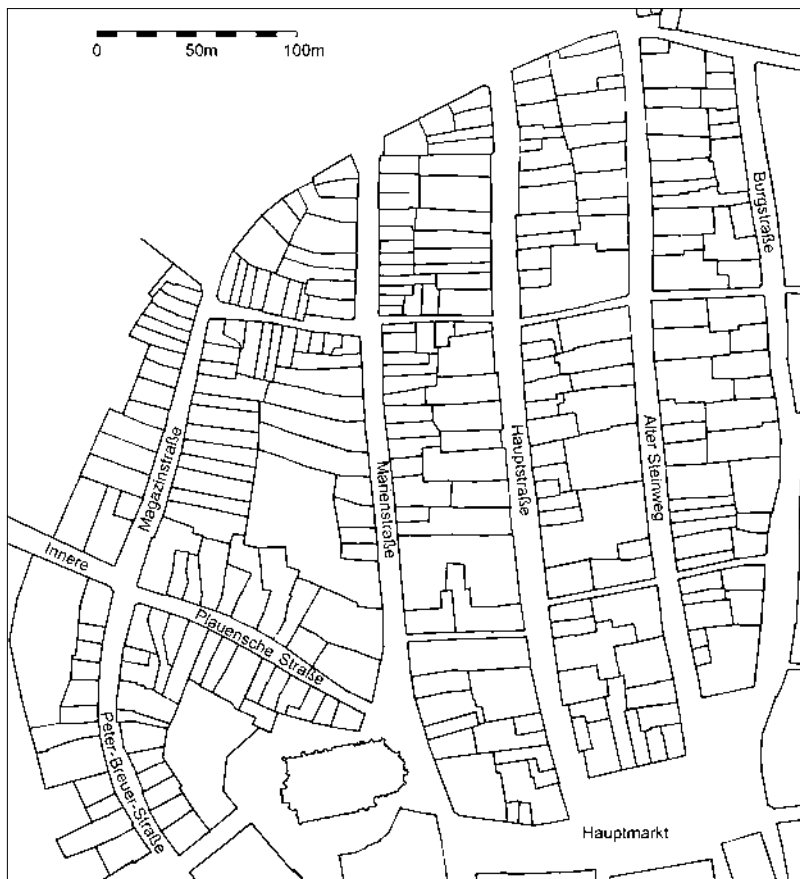 0 50m 100m
Burgstraße
Magazinstraße
Marienstraße
Hauptstraße
Alter Steinweg
Innere
Plauensche Straße
Peter-Breuer-Straße
Hauptmarkt